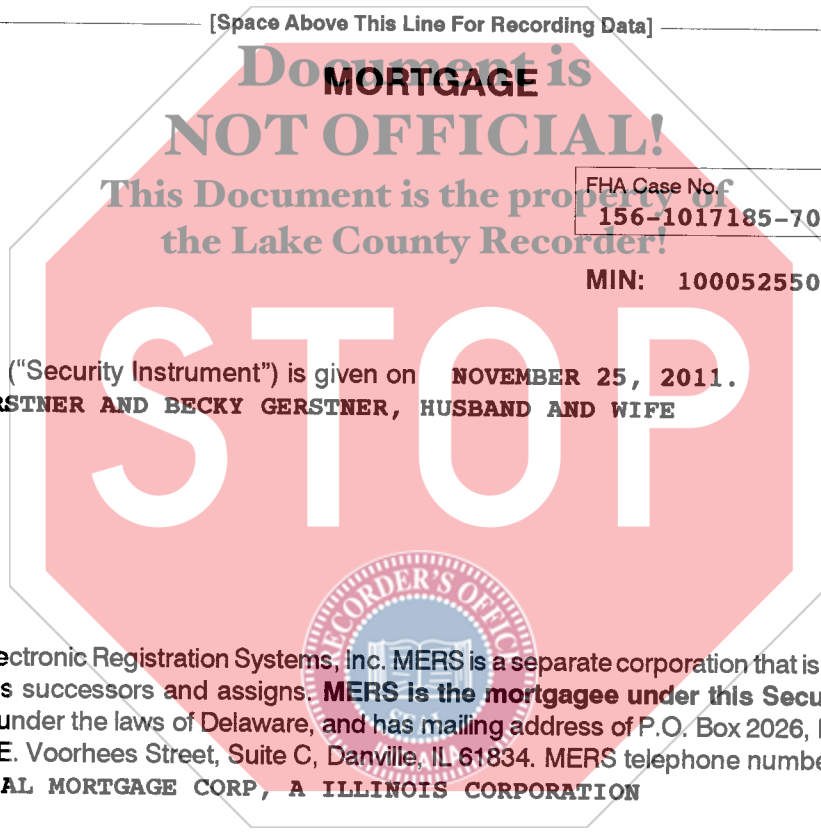 [Space Above This Line For Recording Data]
Document is
MORTGAGE
NOT OFFICIAL!
This Document is the property of
the Lake County Recorder!
FHA Case No.
156-1017185-70
MIN: 100052550
STOP
("Security Instrument") is given on NOVEMBER 25, 2011.
RSTNER AND BECKY GERSTNER, HUSBAND AND WIFE
RECORDER'S OFFICE
ectronic Registration Systems, Inc. MERS is a separate corporation that is
s successors and assigns. MERS is the mortgagee under this Secu
under the laws of Delaware, and has mailing address of P.O. Box 2026,
E. Voorhees Street, Suite C, Danville, IL 61834. MERS telephone numbe
AL MORTGAGE CORP, A ILLINOIS CORPORATION